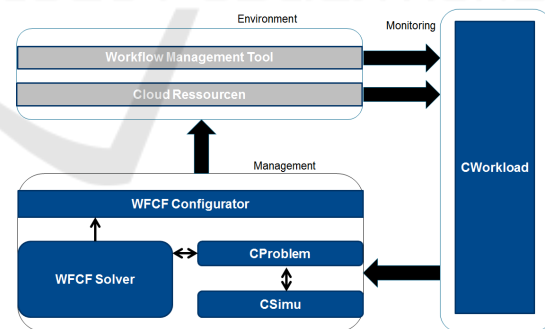 Environment
Monitoring
Workflow Management Tool
Cloud Ressourcen
CWorkload
Management
WFCF Configurator
WFCF Solver
CProblem
CSimu